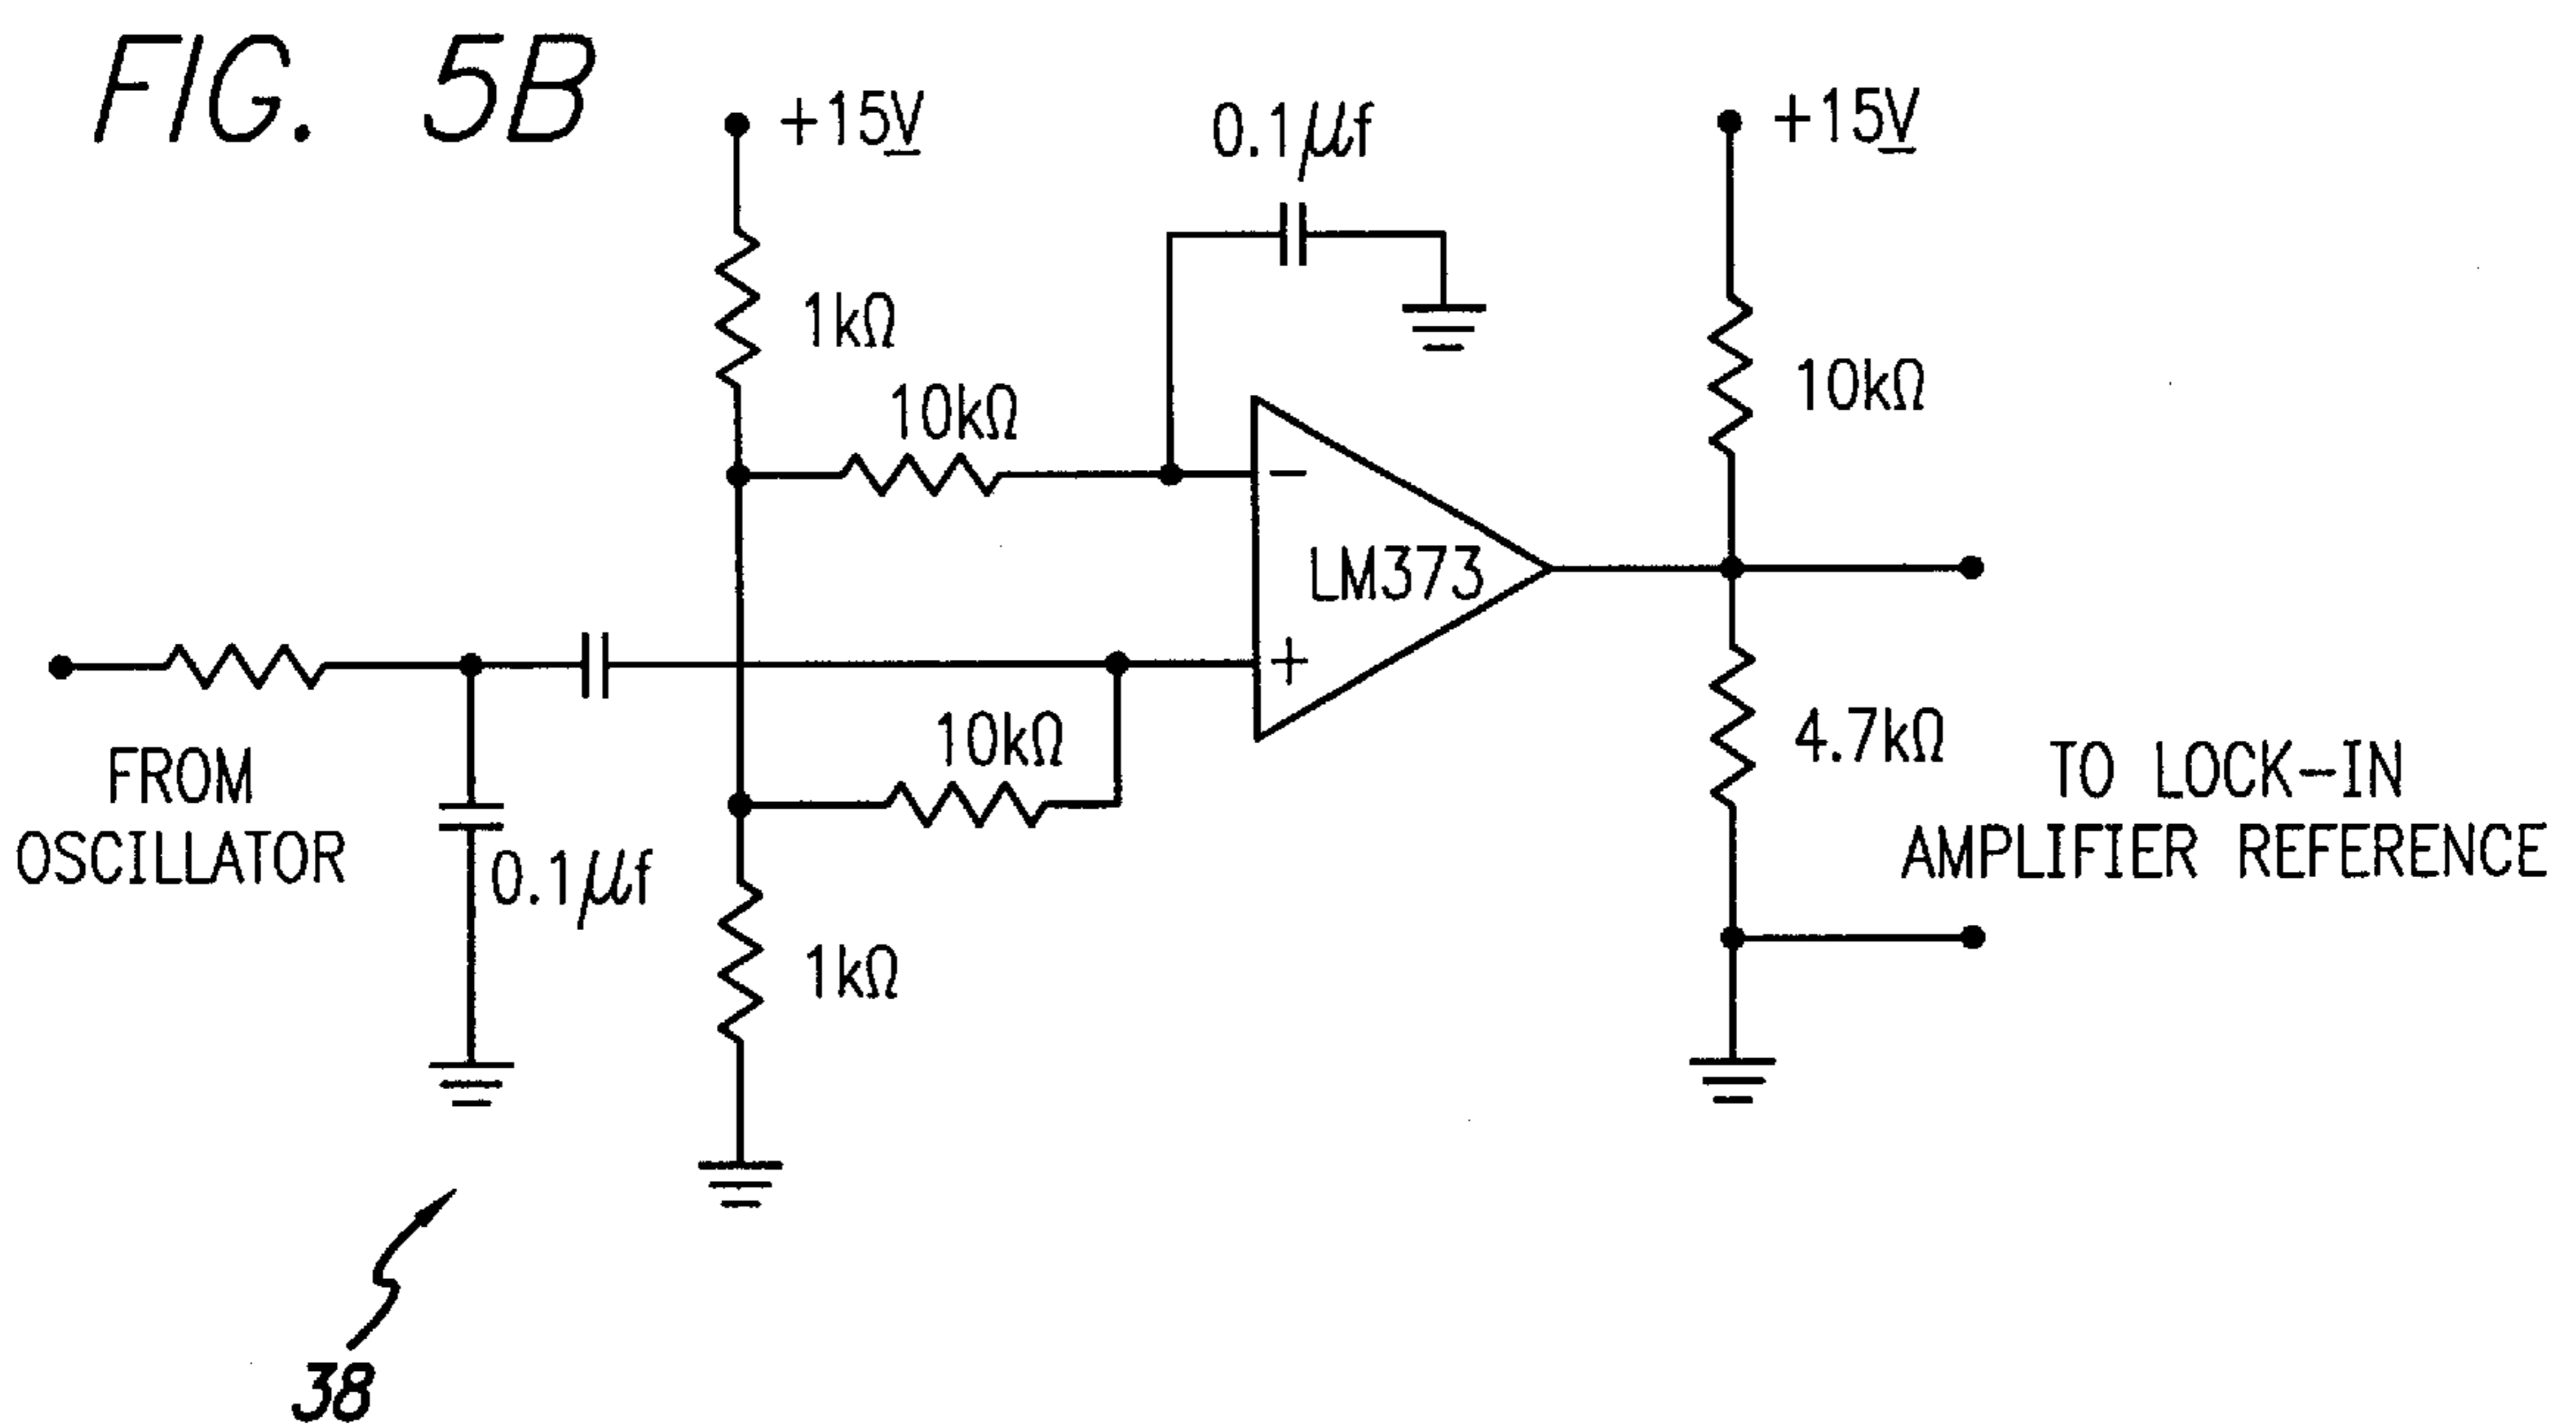 FIG. 5B
+15V
0.1μf
+15V
1kΩ
10kΩ
10kΩ
-
LM373
+
10kΩ
4.7kΩ
FROM
OSCILLATOR
0.1μf
1kΩ
TO LOCK-IN
AMPLIFIER REFERENCE
38